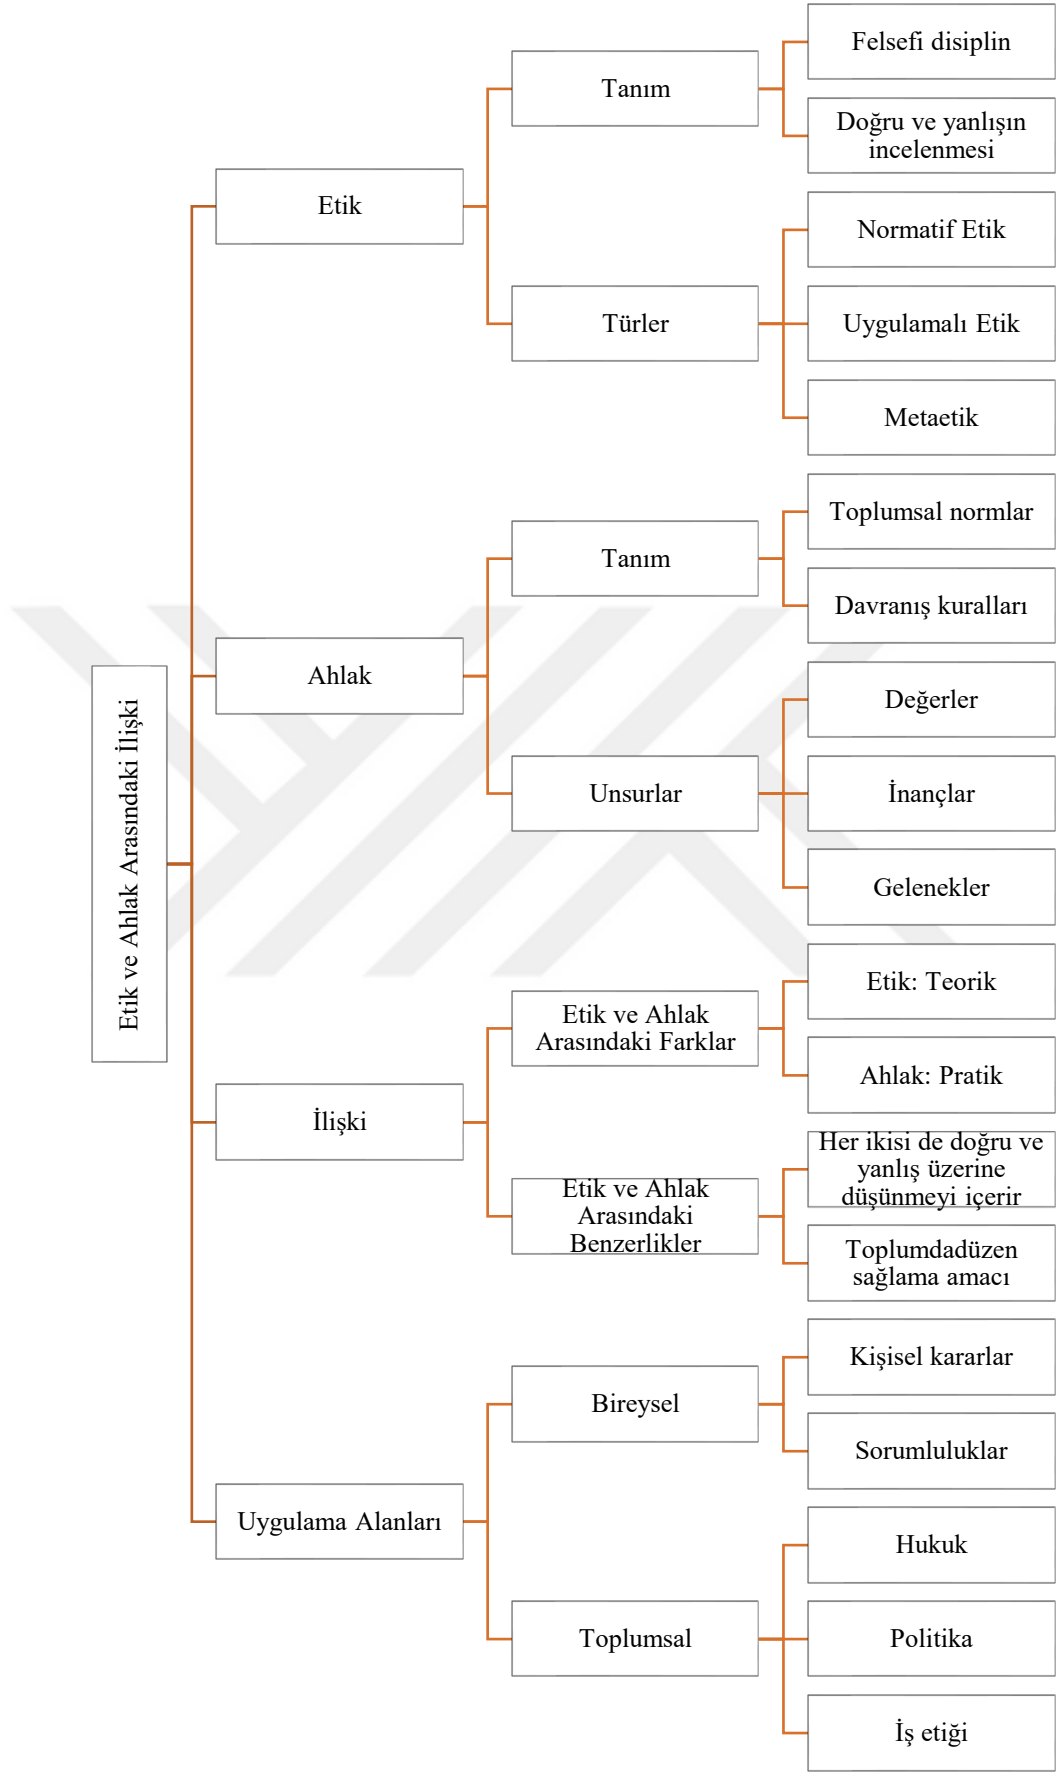 Etik ve Ahlak Arasındaki İlişki
Etik
Tanım
Felsefi disiplin
Doğru ve yanlışın
incelenmesi
Türler
Normatif Etik
Uygulamalı Etik
Metaetik
Ahlak
Tanım
Toplumsal normlar
Davranış kuralları
Unsurlar
Değerler
İnançlar
Gelenekler
İlişki
Etik ve Ahlak
Arasındaki Farklar
Etik: Teorik
Ahlak: Pratik
Etik ve Ahlak
Arasındaki
Benzerlikler
Her ikisi de doğru ve
yanlış üzerine
düşünmeyi içerir
Toplumdadüzen
sağlama amacı
Uygulama Alanları
Bireysel
Kişisel kararlar
Sorumluluklar
Toplumsal
Hukuk
Politika
İş etiği